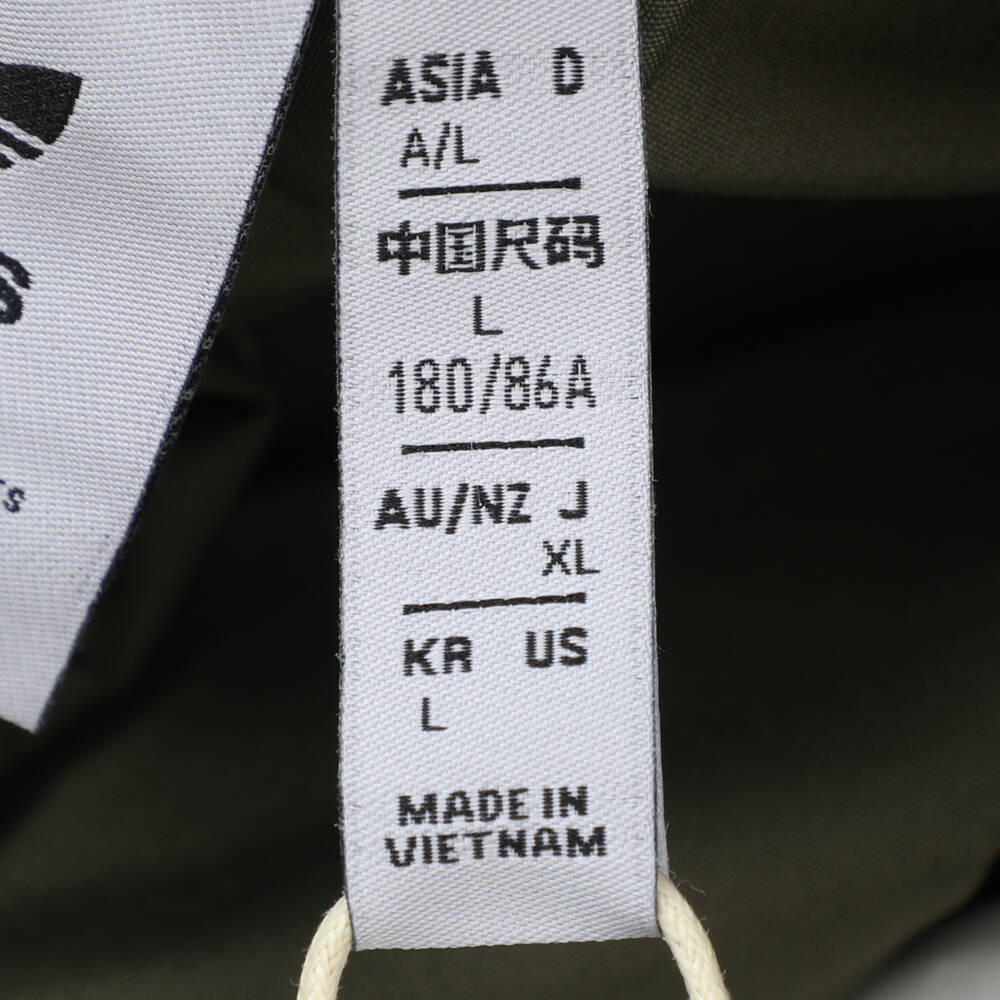 ASIA D
A/L
中国尺码
L
180/86A
AU/NZ J
XL
KR US
L
MADE IN
VIETNAM